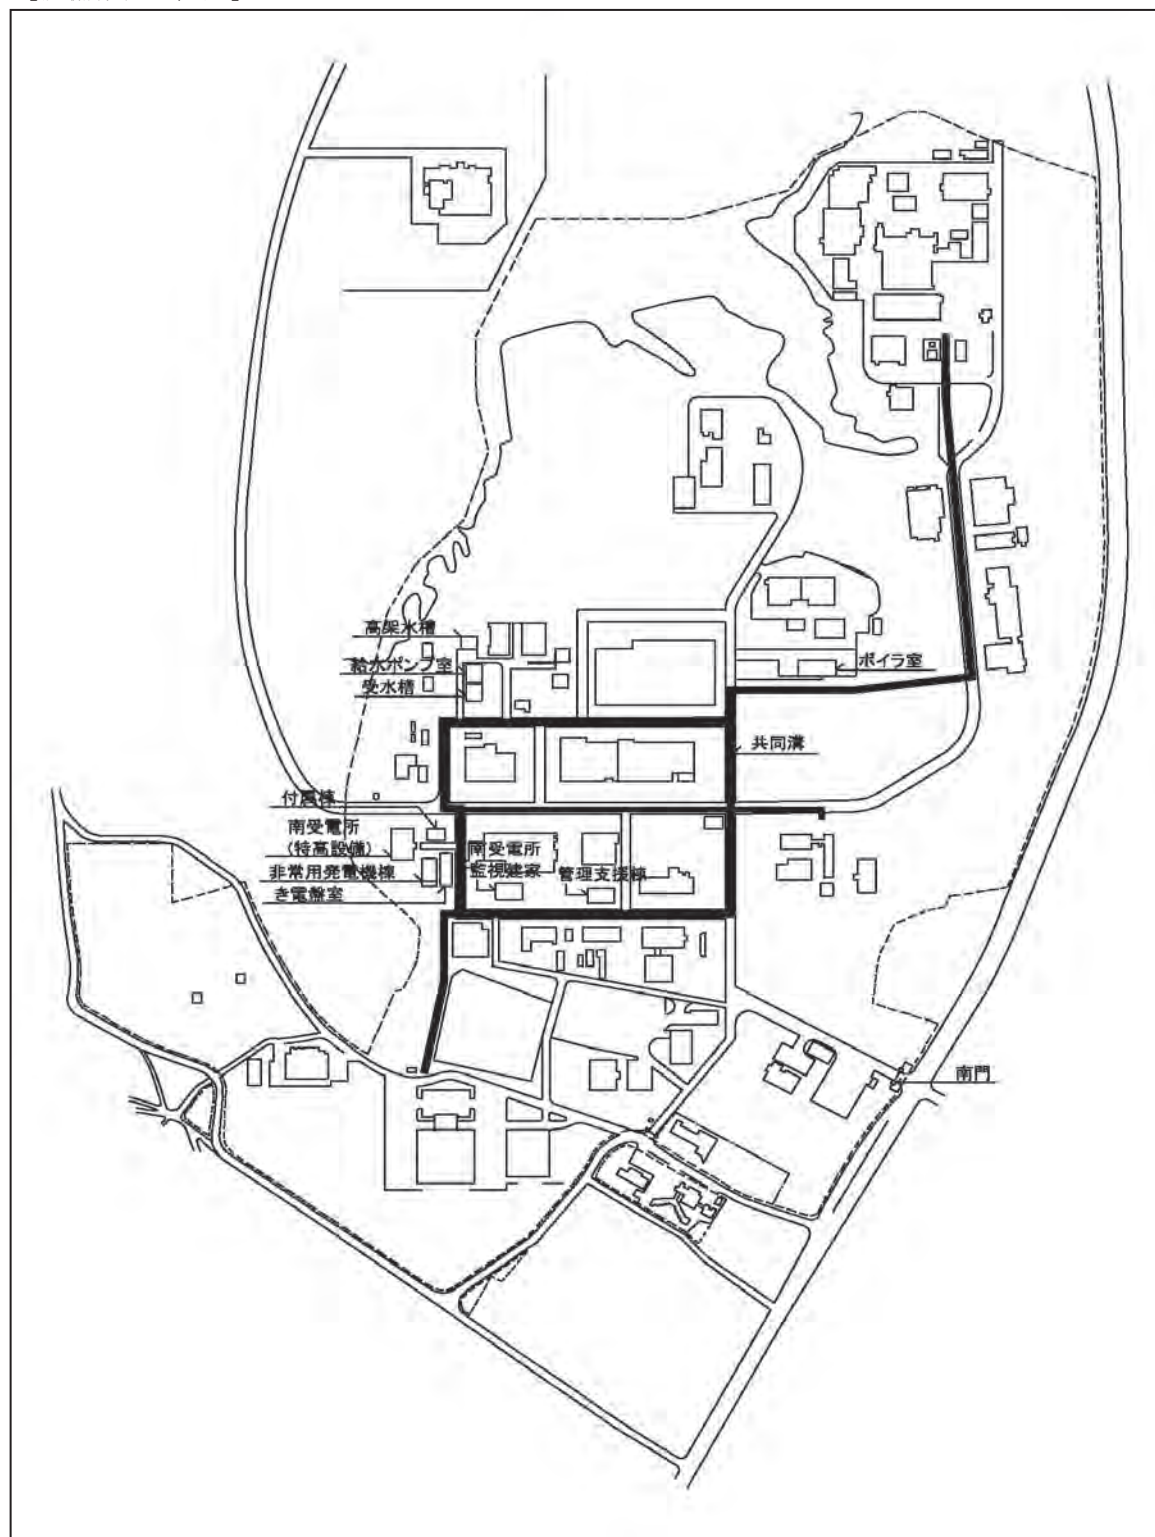 高架水槽
給水ポンプ室
受水槽
ボイラ室
共同溝
付属棟
南受電所
(特高設備)
非常用発電機棟
き電盤室
南受電所
監視建家
管理支援棟
南門